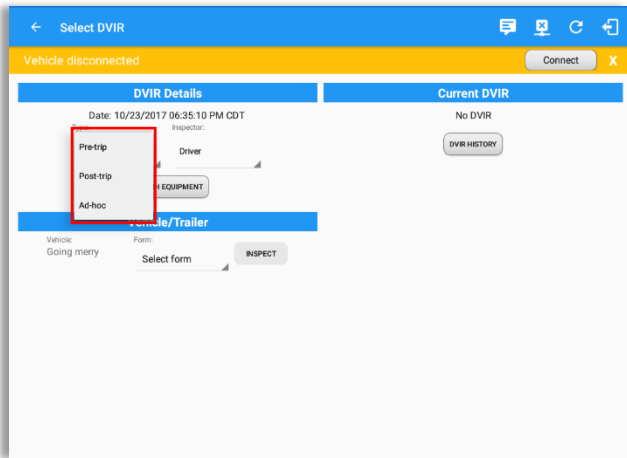 Select DVIR
Vehicle disconnected
Connect
X
DVIR Details
Date: 10/23/2017 06:35:10 PM CDT
Inspector:
Pre-trip
Driver
Post-trip
EQUIPMENT
Ad-hoc
Vehicle/Trailer
Vehicle:
Form:
Going merry
Select form
INSPECT
Current DVIR
No DVIR
DVIR HISTORY